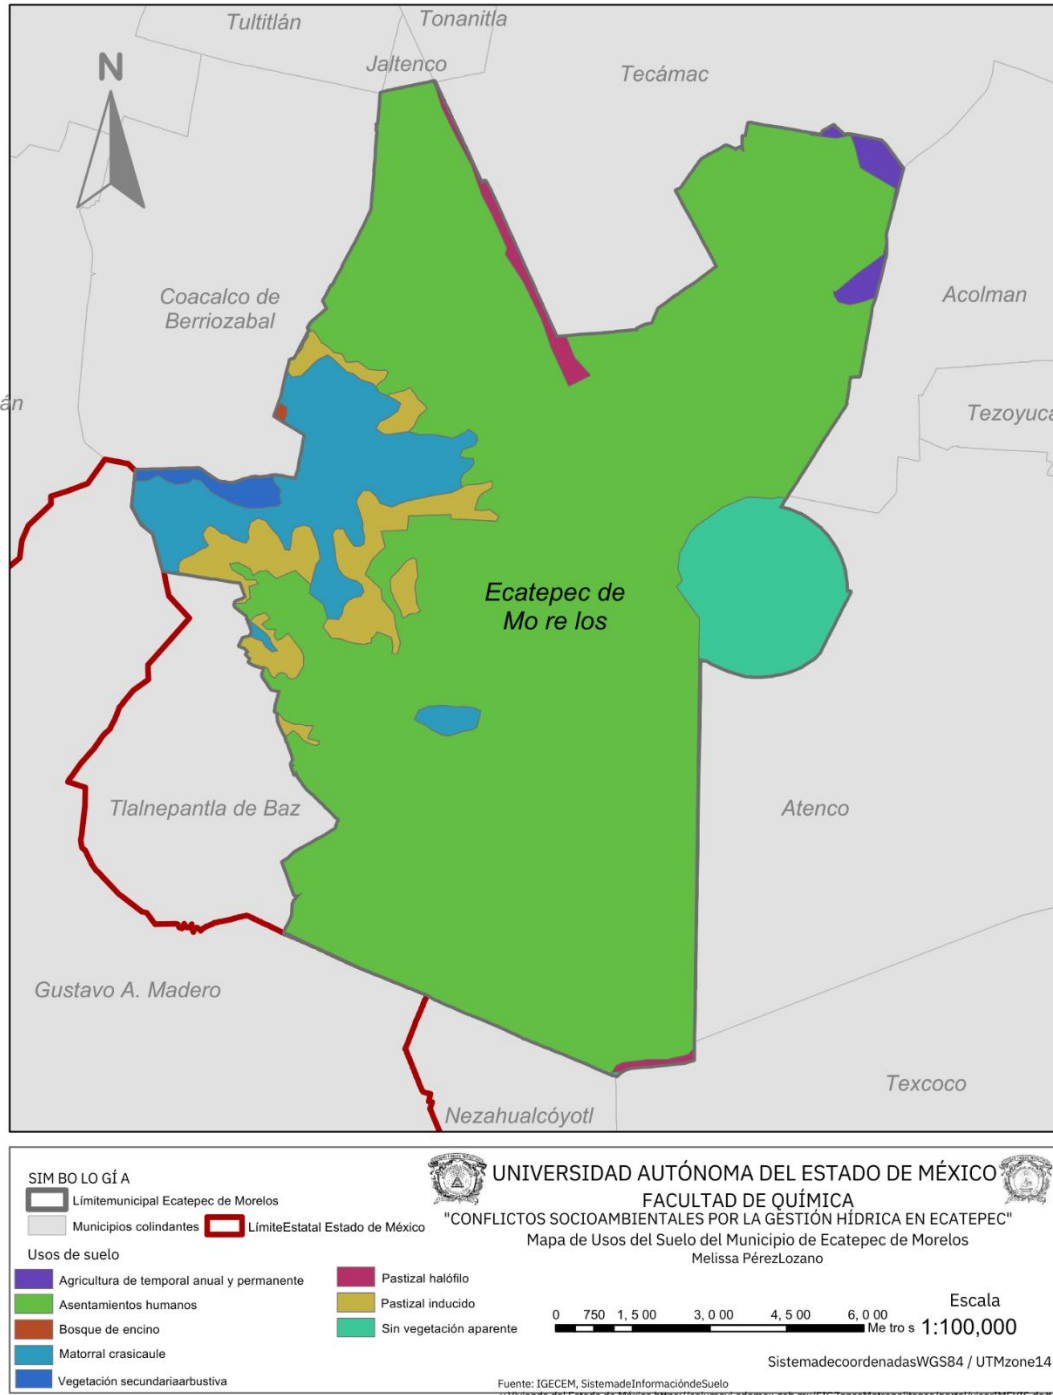 Tultitlán
Tonanitla
Jaltenco
Tecámac
N
Coacalco de
Berriozabal
Acolman
án
Tezoyuca
Ecatepec de
Mo re los
Tlalnepantla de Baz
Atenco
Gustavo A. Madero
Texcoco
Nezahualcóyotl
SIM BO LO GÍ A
Límitemunicipal Ecatepec de Morelos
Municipios colindantes
LímiteEstatal Estado de México
Usos de suelo
Agricultura de temporal anual y permanente
Asentamientos humanos
Bosque de encino
Matorral crasicaule
Vegetación secundariaarbustiva
Pastizal halófilo
Pastizal inducido
Sin vegetación aparente
UNIVERSIDAD AUTÓNOMA DEL ESTADO DE MÉXICO
FACULTAD DE QUÍMICA
"CONFLICTOS SOCIOAMBIENTALES POR LA GESTIÓN HÍDRICA EN ECATEPEC"
Mapa de Usos del Suelo del Municipio de Ecatepec de Morelos
Melissa PérezLozano
0 750 1, 5 00 3, 0 00 4, 5 00 6, 0 00
Me tro s
Escala
1:100,000
SistemadecoordenadasWGS84 / UTMzone14
Fuente: IGECEM, SistemadeInformacióndeSuelo